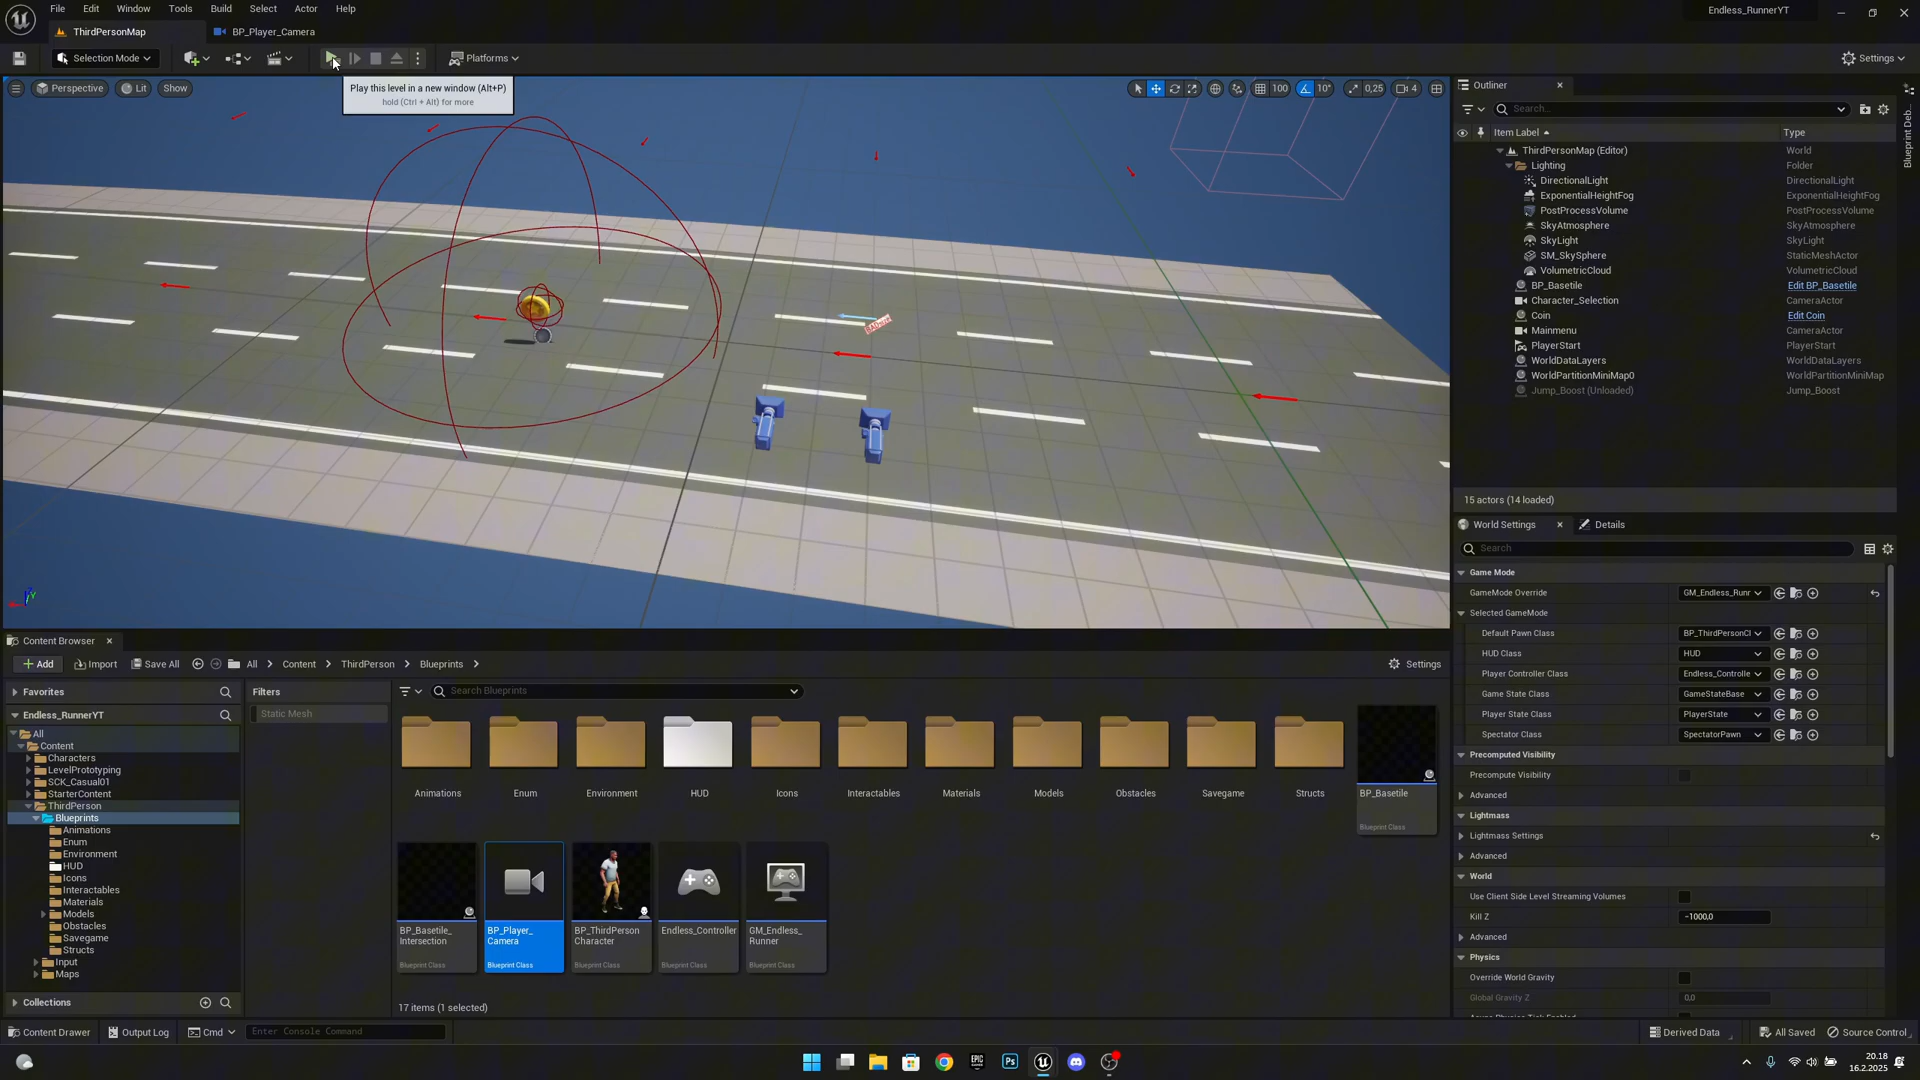 File Edit Window Tools Build Select Actor Help
Endless_RunnerYT
ThirdPersonMap BP_Player_Camera
Selection Mode Platforms Settings
Play this level in a new window (Alt+P)
hold (Ctrl + Alt) for more
Perspective Lit Show
100 10° 0,25 4
Outliner
Search...
Item Label Type
ThirdPersonMap (Editor) World
Lighting Folder
DirectionalLight DirectionalLight
ExponentialHeightFog ExponentialHeightFog
PostProcessVolume PostProcessVolume
SkyAtmosphere SkyAtmosphere
SkyLight SkyLight
SM_SkySphere StaticMeshActor
VolumetricCloud VolumetricCloud
BP_Basetile Edit BP_Basetile
Character_Selection CameraActor
Coin Edit Coin
Mainmenu CameraActor
PlayerStart PlayerStart
WorldDataLayers WorldDataLayers
WorldPartitionMiniMap0 WorldPartitionMiniMap
Jump_Boost (Unloaded) Jump_Boost
15 actors (14 loaded)
Blueprint Deb...
BADsize
World Settings Details
Search
Game Mode
GameMode Override GM_Endless_Runr
Selected GameMode
Default Pawn Class BP_ThirdPersonCl
HUD Class HUD
Player Controller Class Endless_Controlle
Game State Class GameStateBase
Player State Class PlayerState
Spectator Class SpectatorPawn
Precomputed Visibility
Precompute Visibility
Advanced
Lightmass
Lightmass Settings
Advanced
World
Use Client Side Level Streaming Volumes
Kill Z -1000,0
Advanced
Physics
Override World Gravity
Global Gravity Z 0,0
Content Browser
Add Import Save All All Content ThirdPerson Blueprints Settings
Favorites
Endless_RunnerYT
All
Content
Characters
LevelPrototyping
SCK_Casual01
StarterContent
ThirdPerson
Blueprints
Animations
Enum
Environment
HUD
Icons
Interactables
Materials
Models
Obstacles
Savegame
Structs
Input
Maps
Collections
Filters
Static Mesh
Search Blueprints
Animations Enum Environment HUD Icons Interactables Materials Models Obstacles Savegame Structs BP_Basetile
Blueprint Class
BP_Basetile_
Intersection
Blueprint Class
BP_Player_
Camera
Blueprint Class
BP_ThirdPerson
Character
Blueprint Class
Endless_Controller
Blueprint Class
GM_Endless_
Runner
Blueprint Class
17 items (1 selected)
Content Drawer Output Log Cmd Enter Console Command Derived Data All Saved Source Control
Ps
20.18
16.2.2025